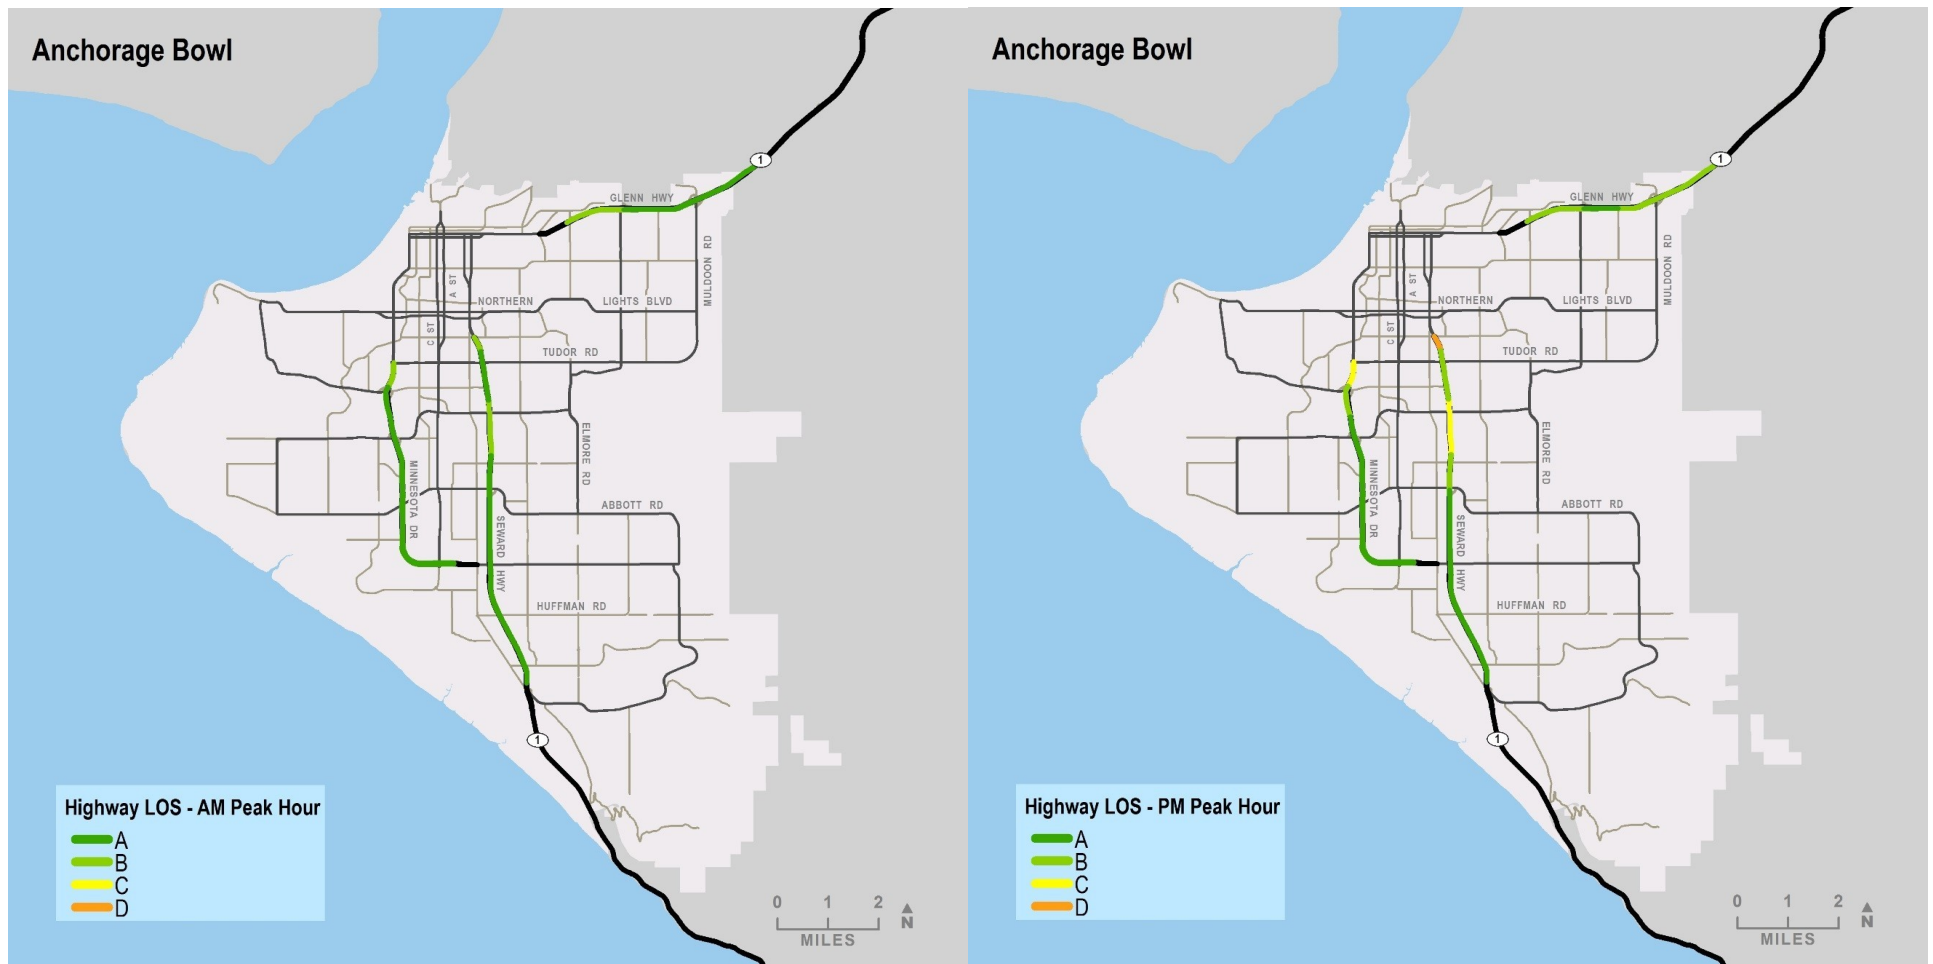 Anchorage Bowl
1
GLENN HWY
MULDOON RD
A ST
NORTHERN LIGHTS BLVD
C ST
TUDOR RD
ELMORE RD
MINNESOTA DR
ABBOTT RD
SEWARD HWY
HUFFMAN RD
1
Highway LOS - AM Peak Hour
A
B
C
D
0 1 2
MILES
N
Anchorage Bowl
1
GLENN HWY
MULDOON RD
A ST
NORTHERN LIGHTS BLVD
C ST
TUDOR RD
ELMORE RD
MINNESOTA DR
ABBOTT RD
SEWARD HWY
HUFFMAN RD
1
Highway LOS - PM Peak Hour
A
B
C
D
0 1 2
MILES
N